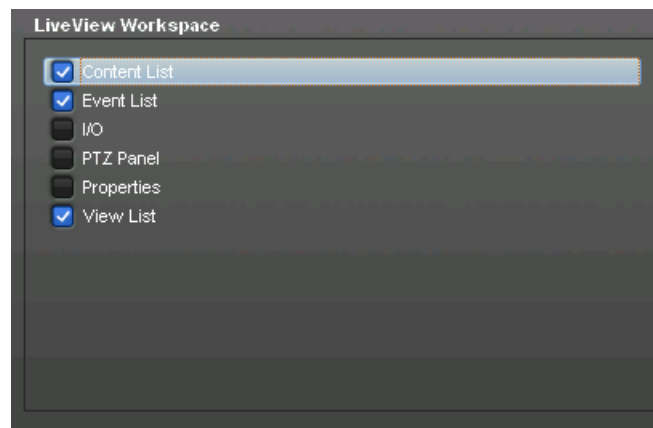 LiveView Workspace
Content List
Event List
I/O
PTZ Panel
Properties
View List